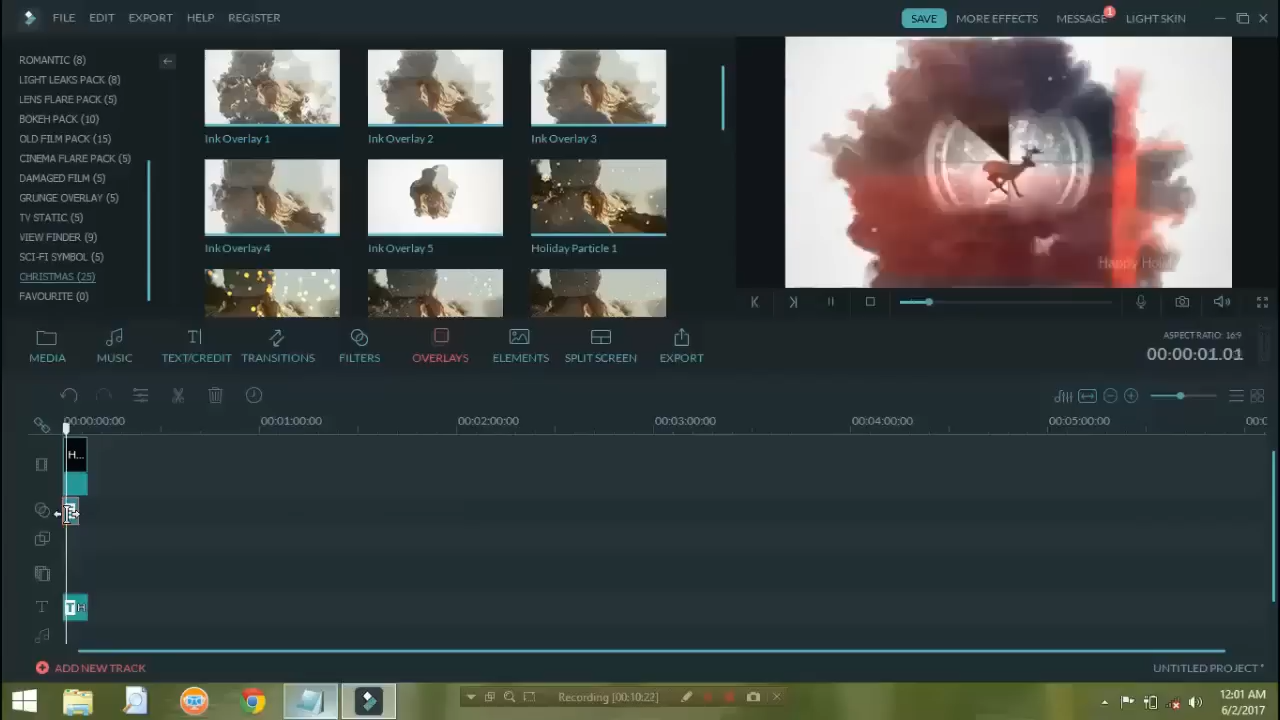 FILE EDIT EXPORT HELP REGISTER SAVE MORE EFFECTS MESSAGE 1 LIGHT SKIN
ROMANTIC (8)
LIGHT LEAKS PACK (8)
LENS FLARE PACK (5)
BOKEH PACK (10)
OLD FILM PACK (15)
CINEMA FLARE PACK (5)
DAMAGED FILM (5)
GRUNGE OVERLAY (5)
TV STATIC (5)
VIEW FINDER (9)
SCI-FI SYMBOL (5)
CHRISTMAS (25)
FAVOURITE (0)
Ink Overlay 1 Ink Overlay 2 Ink Overlay 3
Ink Overlay 4 Ink Overlay 5 Holiday Particle 1
Happy
MEDIA MUSIC TEXT/CREDIT TRANSITIONS FILTERS OVERLAYS ELEMENTS SPLIT SCREEN EXPORT
ASPECT RATIO: 16:9
00:00:01.01
00:00:00:00 00:01:00:00 00:02:00:00 00:03:00:00 00:04:00:00 00:05:00:00 00:0
H...
T H
ADD NEW TRACK UNTITLED PROJECT *
Recording [00:10:22]
12:01 AM
6/2/2017